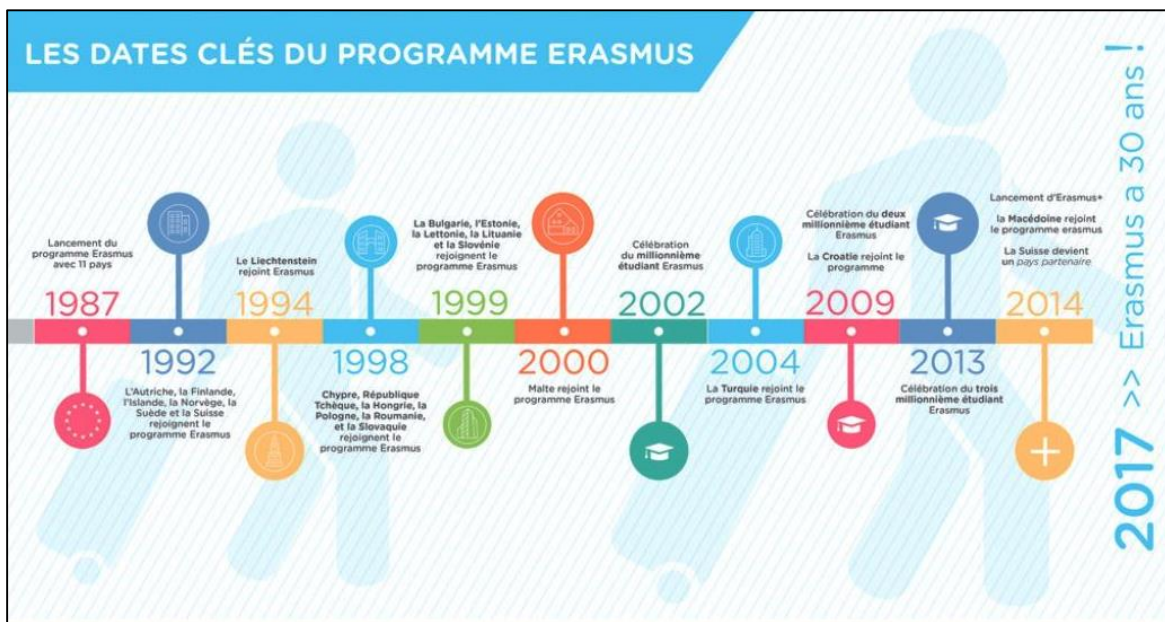 LES DATES CLÉS DU PROGRAMME ERASMUS
Lancement du
programme Erasmus
avec 11 pays
1987
1992
L'Autriche, la Finlande,
l'Islande, la Norvège, la
Suède et la Suisse
rejoignent le
programme Erasmus
Le Liechtenstein
rejoint Erasmus
1994
1998
Chypre, République
Tchèque, la Hongrie, la
Pologne, la Roumanie,
et la Slovaquie
rejoignent le
programme Erasmus
La Bulgarie, l'Estonie,
la Lettonie, la Lituanie
et la Slovénie
rejoignent le
programme Erasmus
1999
2000
Malte rejoint le
programme Erasmus
Célébration
du millionnième
étudiant Erasmus
2002
2004
La Turquie rejoint le
programme Erasmus
Célébration du deux
millionnième étudiant
Erasmus
La Croatie rejoint le
programme
2009
2013
Célébration du trois
millionnième étudiant
Erasmus
Lancement d'Erasmus+
la Macédoine rejoint
le programme erasmus
La Suisse devient
un pays partenaire
2014
2017 >> Erasmus a 30 ans !